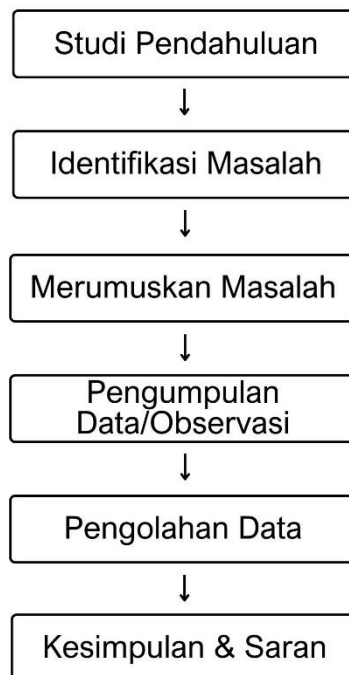 Studi Pendahuluan
↓
Identifikasi Masalah
↓
Merumuskan Masalah
↓
Pengumpulan
Data/Observasi
↓
Pengolahan Data
↓
Kesimpulan & Saran